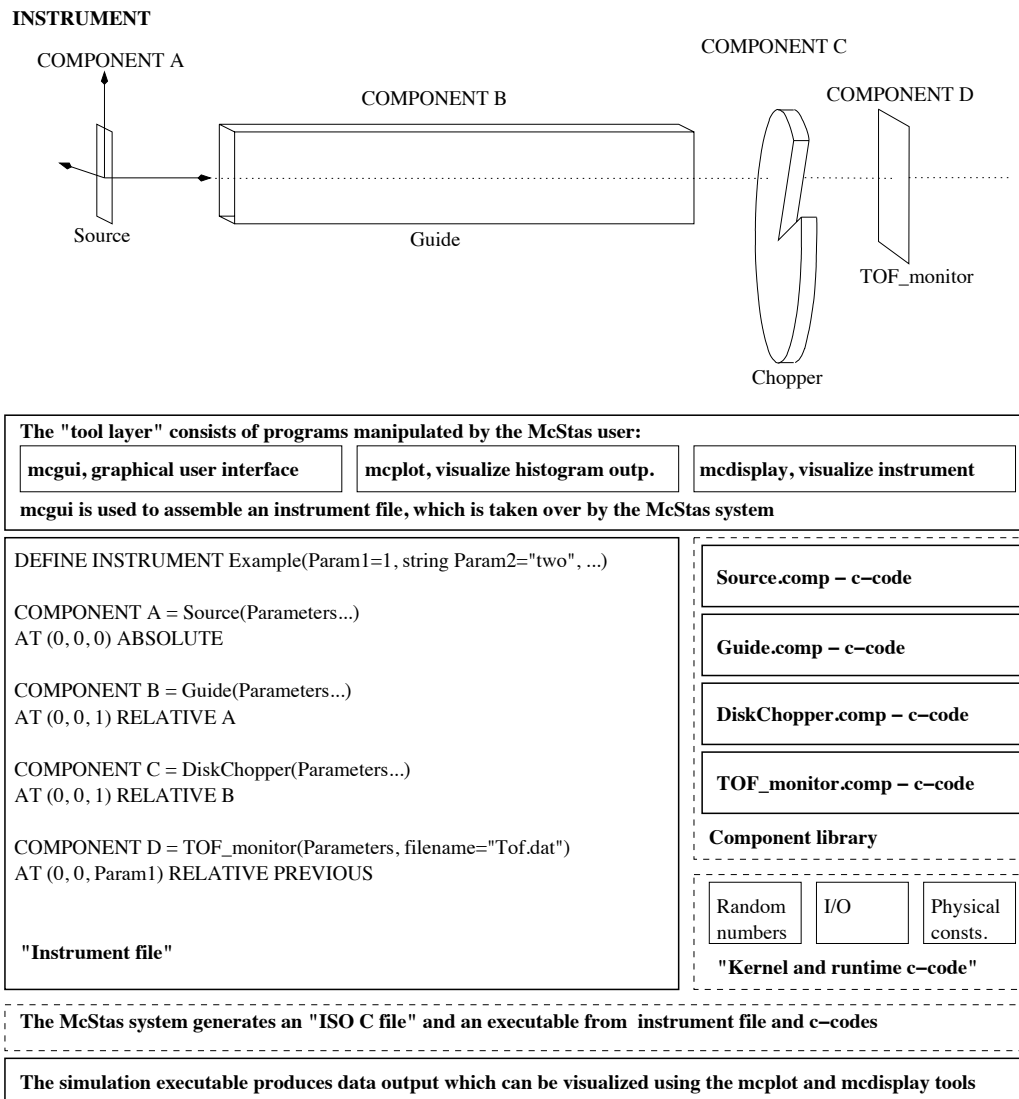 INSTRUMENT
COMPONENT A
COMPONENT B
COMPONENT C
COMPONENT D
Source
Guide
TOF_monitor
Chopper
The "tool layer" consists of programs manipulated by the McStas user:
mcgui, graphical user interface
mcplot, visualize histogram outp.
mcdisplay, visualize instrument
mcgui is used to assemble an instrument file, which is taken over by the McStas system
DEFINE INSTRUMENT Example(Param1=1, string Param2="two", ...)
COMPONENT A = Source(Parameters...)
AT (0, 0, 0) ABSOLUTE
COMPONENT B = Guide(Parameters...)
AT (0, 0, 1) RELATIVE A
COMPONENT C = DiskChopper(Parameters...)
AT (0, 0, 1) RELATIVE B
COMPONENT D = TOF_monitor(Parameters, filename="Tof.dat")
AT (0, 0, Param1) RELATIVE PREVIOUS
"Instrument file"
Source.comp − c−code
Guide.comp − c−code
DiskChopper.comp − c−code
TOF_monitor.comp − c−code
Component library
Random
numbers
I/O
Physical
consts.
"Kernel and runtime c−code"
The McStas system generates an "ISO C file" and an executable from instrument file and c−codes
The simulation executable produces data output which can be visualized using the mcplot and mcdisplay tools